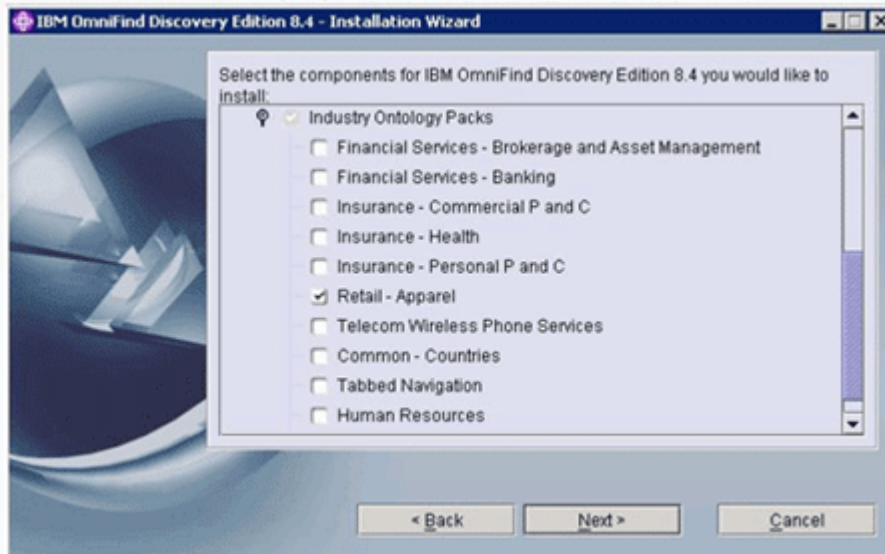 IBM OmniFind Discovery Edition 8.4 - Installation Wizard
Select the components for IBM OmniFind Discovery Edition 8.4 you would like to
install:
Industry Ontology Packs
Financial Services - Brokerage and Asset Management
Financial Services - Banking
Insurance - Commercial P and C
Insurance - Health
Insurance - Personal P and C
Retail - Apparel
Telecom Wireless Phone Services
Common - Countries
Tabbed Navigation
Human Resources
< Back
Next >
Cancel